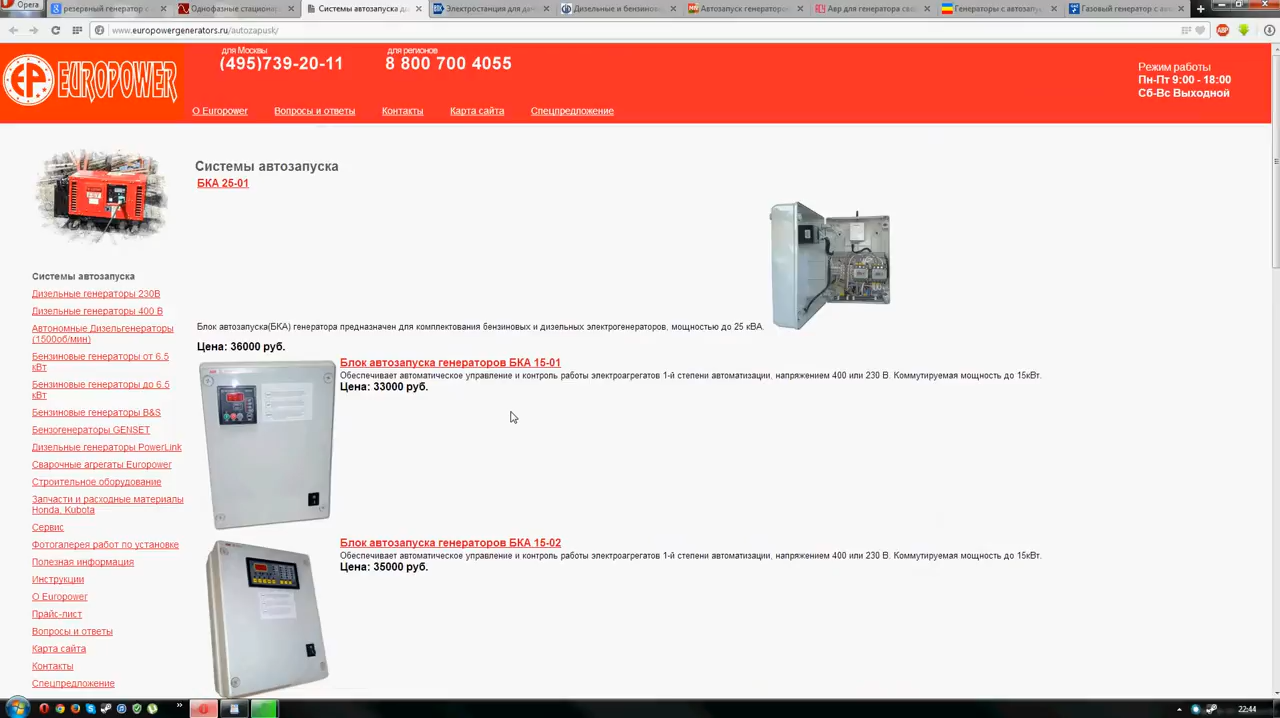 Opera
резервный генератор с
Однофазные стацион
Системы автозапуска д
Электростанция для да
Дизельные и бензинов
Автозапуск генератор
Авр для генератора св
Генераторы с автозапу
Газовый генератор с а
www.europowergenerators.ru/autozapusk/
ABP
EP EUROPOWER
для Москвы
(495)739-20-11
для регионов
8 800 700 4055
Режим работы
Пн-Пт 9:00 - 18:00
Сб-Вс Выходной
О Europower
Вопросы и ответы
Контакты
Карта сайта
Спецпредложение
Системы автозапуска
БКА 25-01
Блок автозапуска(БКА) генератора предназначен для комплектования бензиновых и дизельных электрогенераторов, мощностью до 25 кВА.
Цена: 36000 руб.
Блок автозапуска генераторов БКА 15-01
Обеспечивает автоматическое управление и контроль работы электроагрегатов 1-й степени автоматизации, напряжением 400 или 230 В. Коммутируемая мощность до 15кВт.
Цена: 33000 руб.
Блок автозапуска генераторов БКА 15-02
Обеспечивает автоматическое управление и контроль работы электроагрегатов 1-й степени автоматизации, напряжением 400 или 230 В. Коммутируемая мощность до 15кВт.
Цена: 35000 руб.
Системы автозапуска
Дизельные генераторы 230В
Дизельные генераторы 400 В
Автономные Дизельгенераторы
(1500об/мин)
Бензиновые генераторы от 6.5
кВт
Бензиновые генераторы до 6.5
кВт
Бензиновые генераторы B&S
Бензогенераторы GENSET
Дизельные генераторы PowerLink
Сварочные агрегаты Europower
Строительное оборудование
Запчасти и расходные материалы
Honda, Kubota
Сервис
Фотогалерея работ по установке
Полезная информация
Инструкции
О Europower
Прайс-лист
Вопросы и ответы
Карта сайта
Контакты
Спецпредложение
22:44